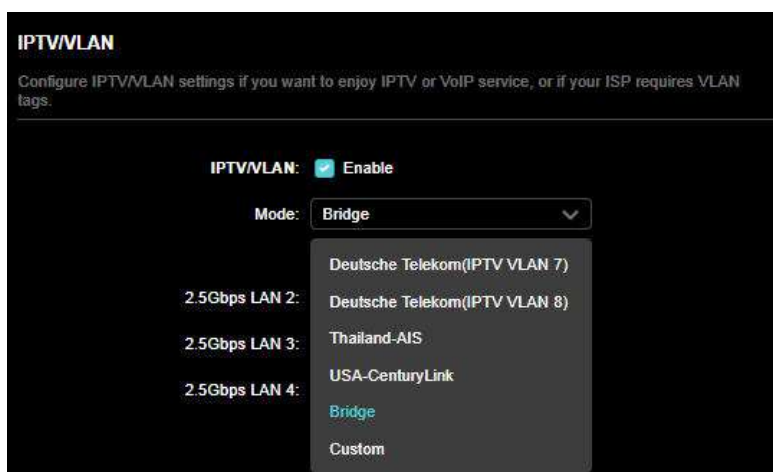 IPTV/VLAN
Configure IPTV/VLAN settings if you want to enjoy IPTV or VoIP service, or if your ISP requires VLAN
tags.
IPTV/VLAN: Enable
Mode: Bridge
Deutsche Telekom(IPTV VLAN 7)
2.5Gbps LAN 2: Deutsche Telekom(IPTV VLAN 8)
2.5Gbps LAN 3: Thailand-AIS
USA-CenturyLink
2.5Gbps LAN 4:
Bridge
Custom